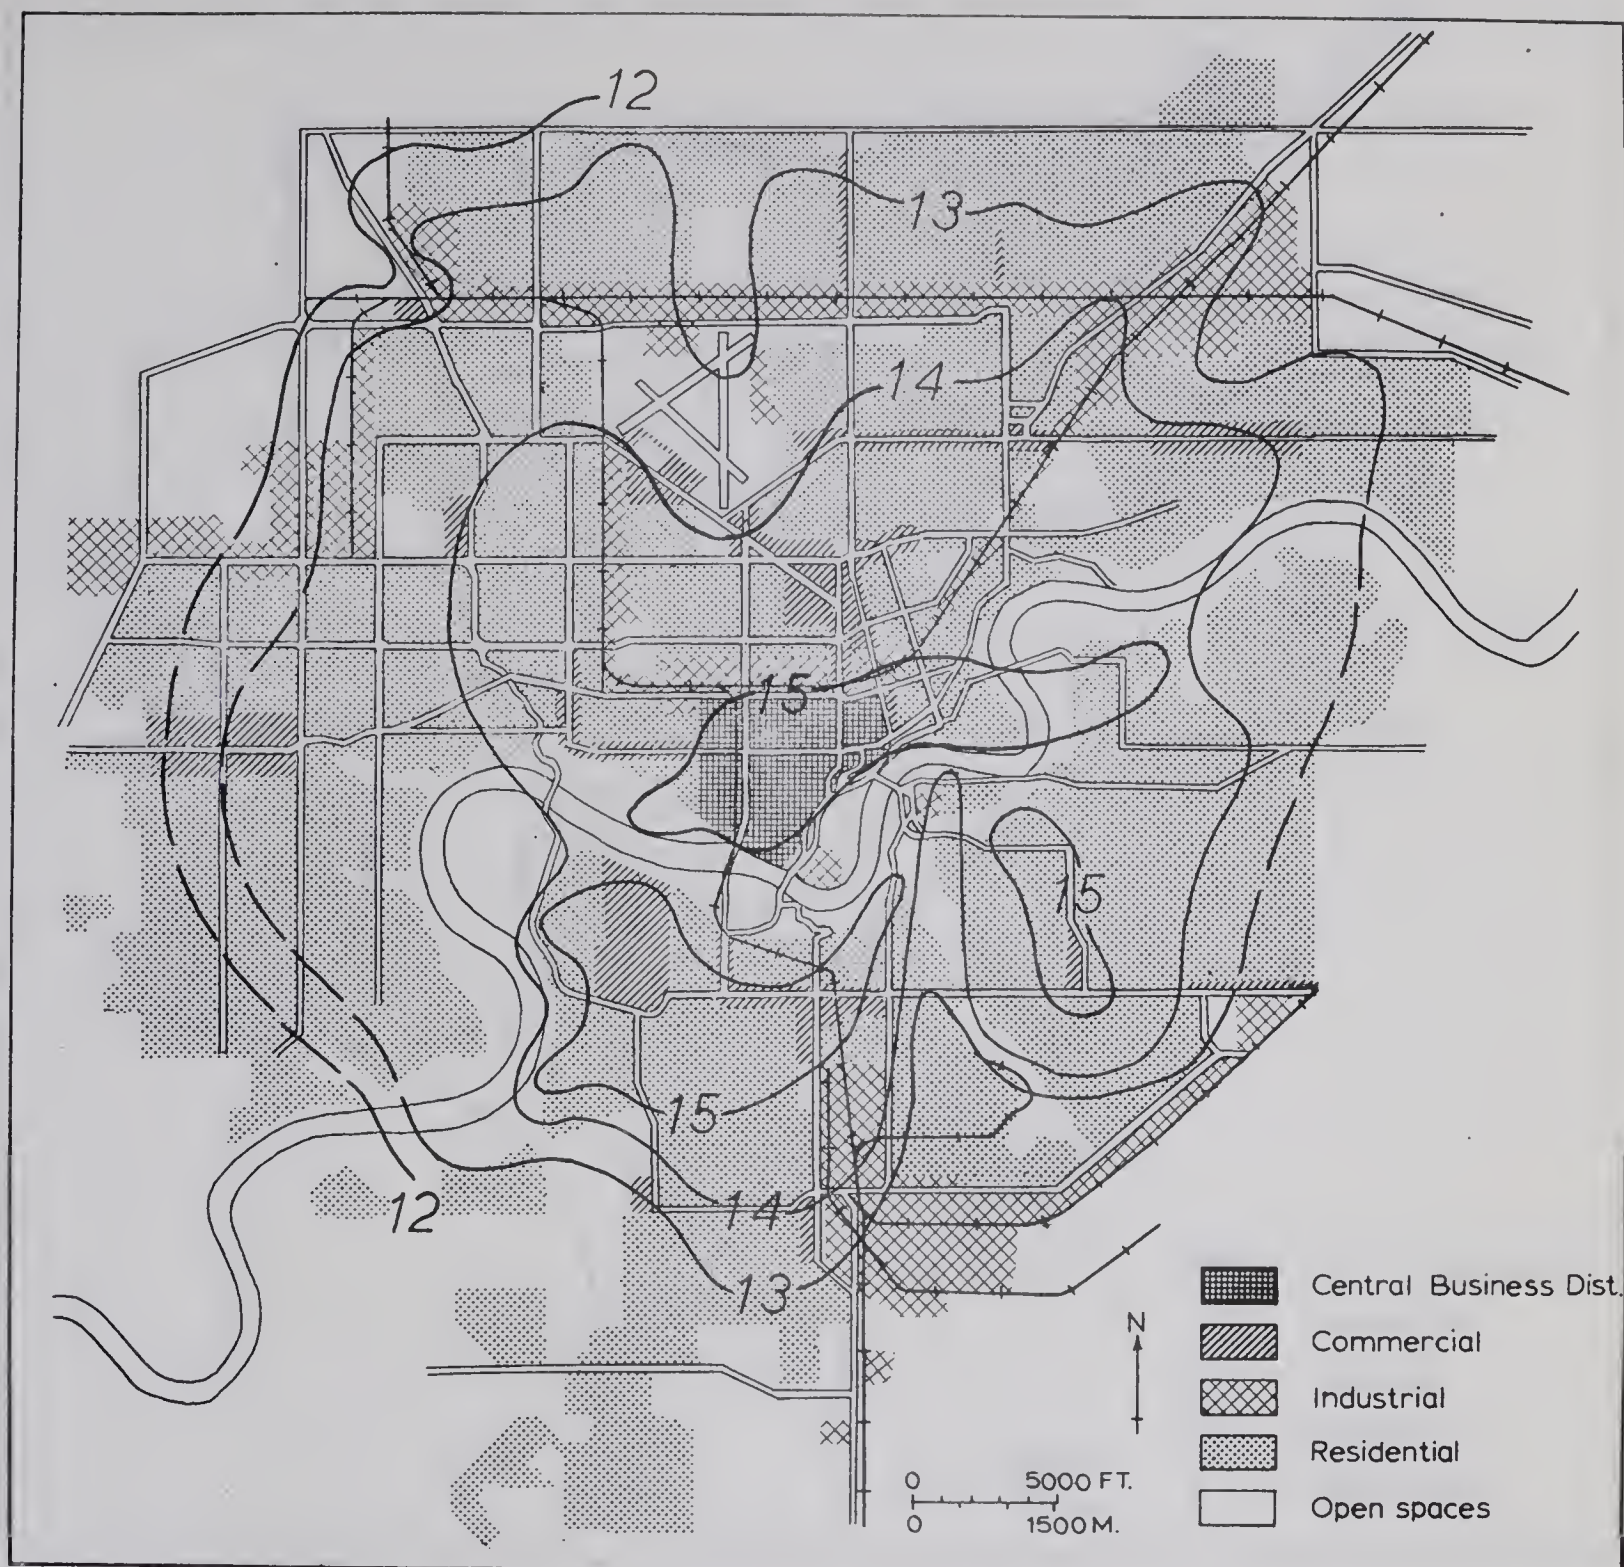 12
13
14
15
15
15
12
14
13
N
Central Business Dist.
Commercial
Industrial
Residential
Open spaces
0 5000 FT.
0 1500 M.